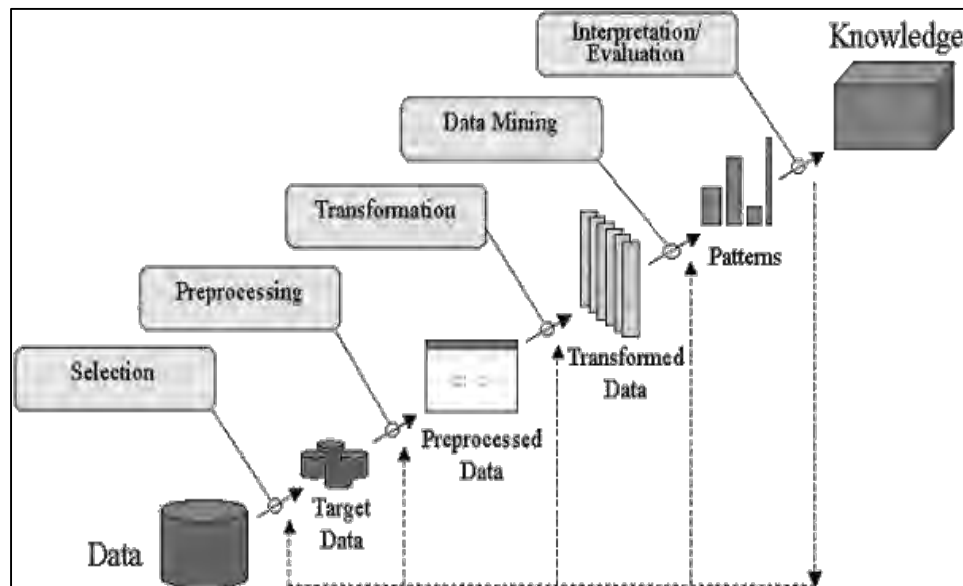 Interpretation/
Evaluation
Knowledge
Data Mining
Transformation
Patterns
Preprocessing
Transformed
Data
Selection
Preprocessed
Data
Target
Data
Data